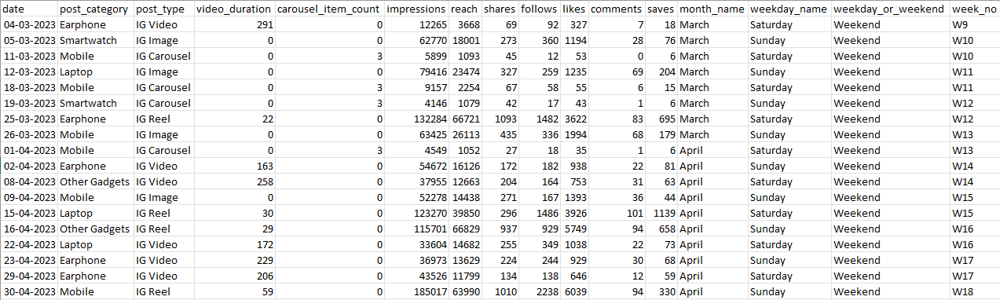 date post_category post_type video_duration carousel_item_count impressions reach shares follows likes comments saves month_name weekday_name weekday_or_weekend week_no
04-03-2023 Earphone IG Video 291 0 12265 3668 69 92 327 7 18 March Saturday Weekend W9
05-03-2023 Smartwatch IG Image 0 0 62770 18001 273 360 1194 28 76 March Sunday Weekend W10
11-03-2023 Mobile IG Carousel 0 3 5899 1093 45 12 53 0 6 March Saturday Weekend W10
12-03-2023 Laptop IG Image 0 0 79416 23474 327 259 1235 69 204 March Sunday Weekend W11
18-03-2023 Mobile IG Carousel 0 3 9157 2254 67 58 55 6 15 March Saturday Weekend W11
19-03-2023 Smartwatch IG Carousel 0 3 4146 1079 42 17 43 1 6 March Sunday Weekend W12
25-03-2023 Earphone IG Reel 22 0 132284 66721 1093 1482 3622 83 695 March Saturday Weekend W12
26-03-2023 Mobile IG Image 0 0 63425 26113 435 336 1994 68 179 March Sunday Weekend W13
01-04-2023 Mobile IG Carousel 0 3 4549 1052 27 18 35 1 6 April Saturday Weekend W13
02-04-2023 Earphone IG Video 163 0 54672 16126 172 182 938 22 81 April Sunday Weekend W14
08-04-2023 Other Gadgets IG Video 258 0 37955 12663 204 164 753 31 63 April Saturday Weekend W14
09-04-2023 Mobile IG Image 0 0 52278 14438 271 167 1393 36 44 April Sunday Weekend W15
15-04-2023 Laptop IG Reel 30 0 123270 39850 296 1486 3926 101 1139 April Saturday Weekend W15
16-04-2023 Other Gadgets IG Reel 29 0 115701 66829 937 929 5749 94 658 April Sunday Weekend W16
22-04-2023 Laptop IG Video 172 0 33604 14682 255 349 1038 22 73 April Saturday Weekend W16
23-04-2023 Earphone IG Video 229 0 36973 13629 224 244 929 30 68 April Sunday Weekend W17
29-04-2023 Earphone IG Video 206 0 43526 11799 134 138 646 12 59 April Saturday Weekend W17
30-04-2023 Mobile IG Reel 59 0 185017 63990 1010 2238 6039 94 330 April Sunday Weekend W18